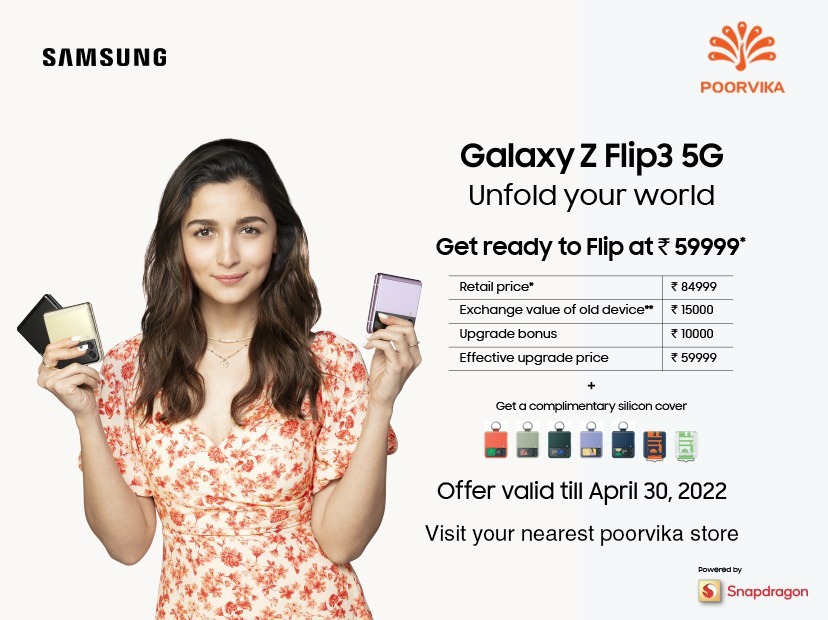 SAMSUNG
POORVIKA
Galaxy Z Flip3 5G
Unfold your world
Get ready to Flip at ₹ 59999*
Retail price* ₹ 84999
Exchange value of old device** ₹ 15000
Upgrade bonus ₹ 10000
Effective upgrade price ₹ 59999
+
Get a complimentary silicon cover
Offer valid till April 30, 2022
Visit your nearest poorvika store
Powered by
Snapdragon